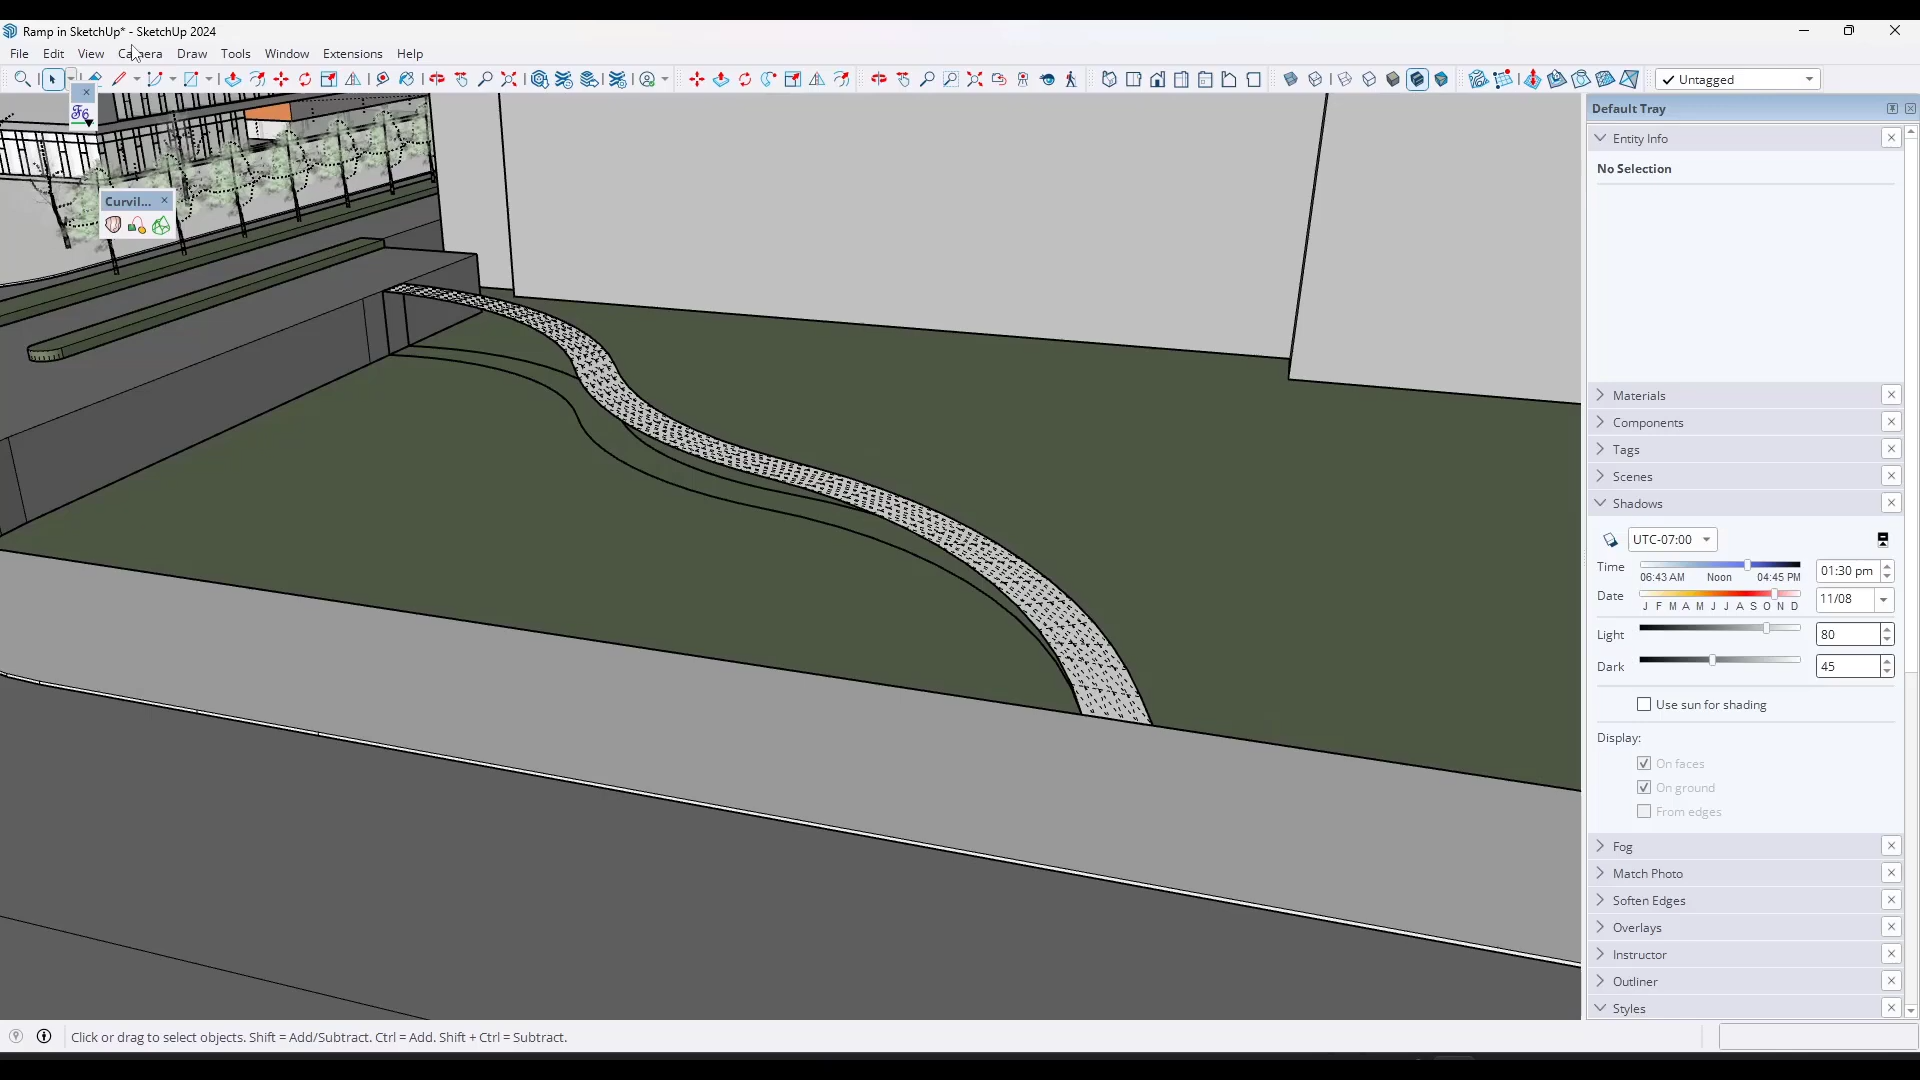 Ramp in SketchUp* - SketchUp 2024
File Edit View Camera Draw Tools Window Extensions Help
Untagged
Default Tray
Entity Info
No Selection
Curvil...
Materials
Components
Tags
Scenes
Shadows
UTC-07:00
Time 01:30 pm
06:43 AM Noon 04:45 PM
Date 11/08
J F M A M J J A S O N D
Light 80
Dark 45
Use sun for shading
Display:
On faces
On ground
From edges
Fog
Match Photo
Soften Edges
Overlays
Instructor
Outliner
Styles
Click or drag to select objects. Shift = Add/Subtract. Ctrl = Add. Shift + Ctrl = Subtract.